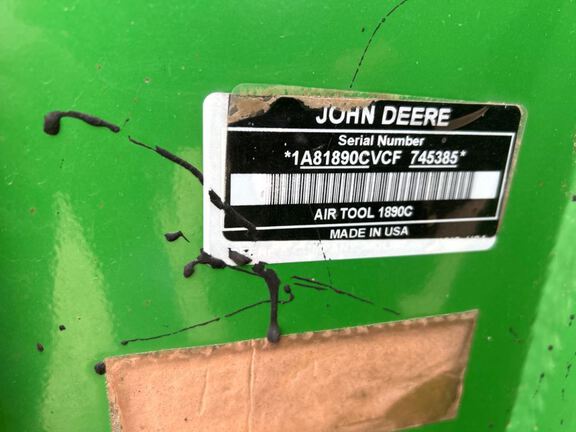 JOHN DEERE
Serial Number
*1A81890CVCF 745385*
AIR TOOL 1890C
MADE IN USA